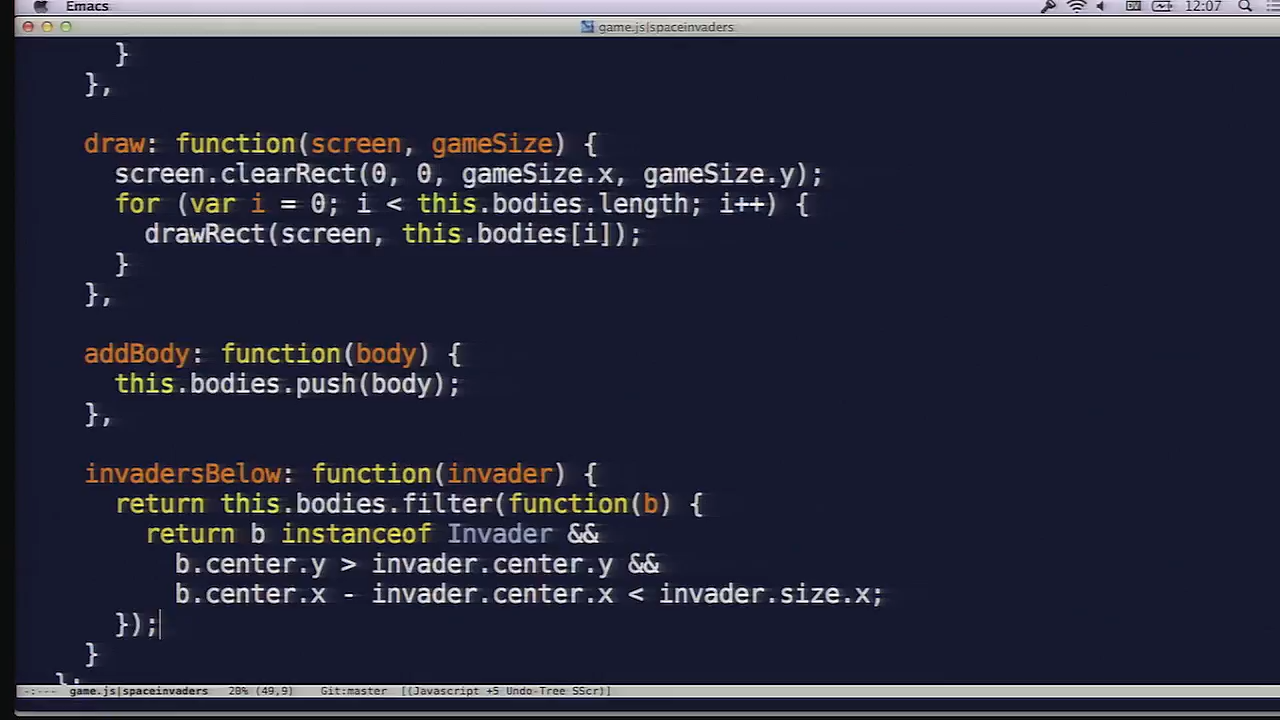 Emacs
12:07
game.js|spaceinvaders
}
},
draw: function(screen, gameSize) {
screen.clearRect(0, 0, gameSize.x, gameSize.y);
for (var i = 0; i < this.bodies.length; i++) {
drawRect(screen, this.bodies[i]);
}
},
addBody: function(body) {
this.bodies.push(body);
},
invadersBelow: function(invader) {
return this.bodies.filter(function(b) {
return b instanceof Invader &&
b.center.y > invader.center.y &&
b.center.x - invader.center.x < invader.size.x;
});
}
};
-:--- game.js|spaceinvaders 20% (49,9) Git:master [(Javascript +5 Undo-Tree SScr)]